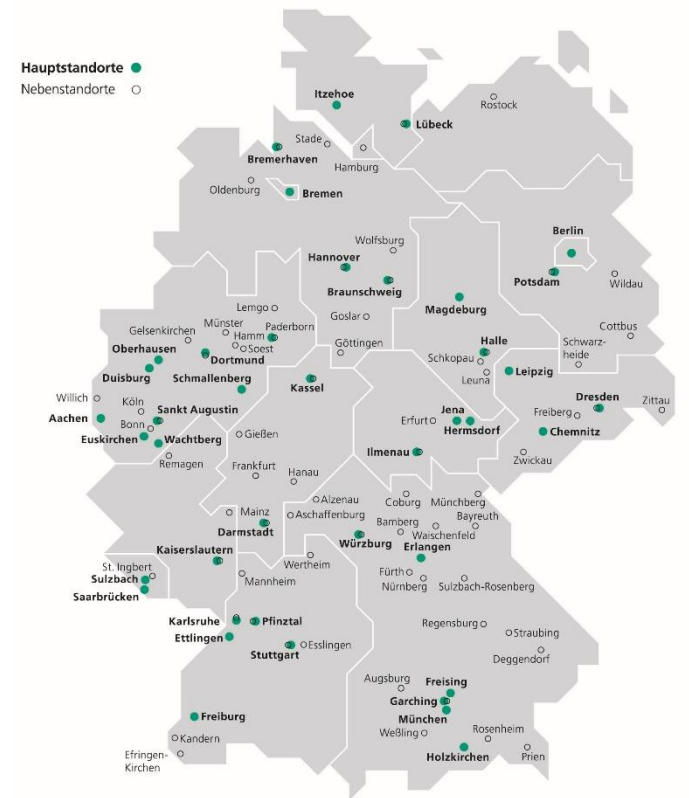 Hauptstandorte
Nebenstandorte
Itzehoe
Rostock
Lübeck
Stade
Bremerhaven
Hamburg
Oldenburg
Bremen
Wolfsburg
Berlin
Hannover
Potsdam
Braunschweig
Wildau
Lemgo
Magdeburg
Goslar
Münster
Paderborn
Gelsenkirchen
Hamm
Cottbus
Oberhausen
Soest
Göttingen
Halle
Schwarz-
heide
Dortmund
Schkopau
Duisburg
Schmallenberg
Kassel
Leuna
Leipzig
Willich
Köln
Sankt Augustin
Jena
Dresden
Zittau
Aachen
Bonn
Erfurt
Freiberg
Euskirchen
Wachtberg
Gießen
Hermsdorf
Chemnitz
Remagen
Ilmenau
Zwickau
Frankfurt
Hanau
Alzenau
Coburg
Münchberg
Mainz
Aschaffenburg
Bamberg
Bayreuth
Darmstadt
Waischenfeld
Würzburg
Erlangen
Kaiserslautern
Wertheim
St. Ingbert
Fürth
Sulzbach
Mannheim
Nürnberg
Sulzbach-Rosenberg
Saarbrücken
Karlsruhe
Pfinztal
Regensburg
Straubing
Ettlingen
Stuttgart
Esslingen
Deggendorf
Augsburg
Freising
Garching
Freiburg
München
Kandern
Weßling
Rosenheim
Efringen-
Kirchen
Holzkirchen
Prien